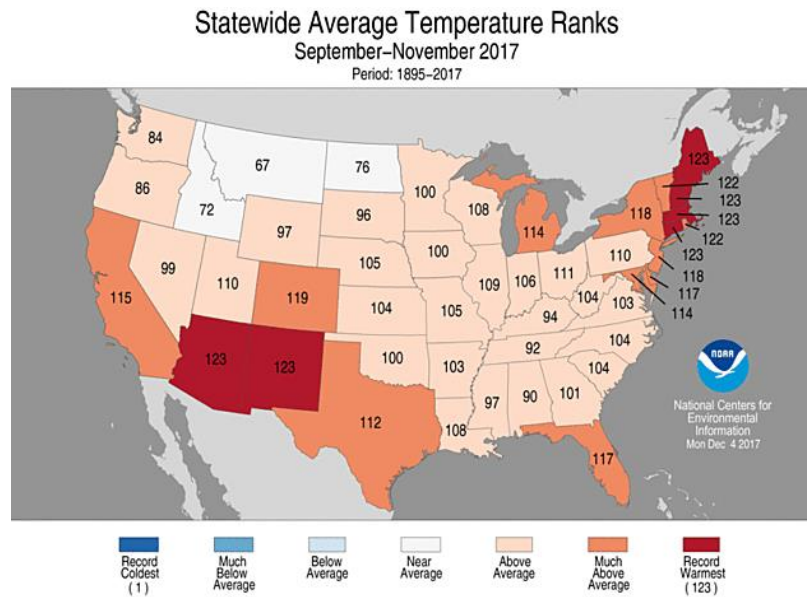 Statewide Average Temperature Ranks
September–November 2017
Period: 1895–2017
84
67
76
86
72
100
108
114
123
122
123
123
122
123
118
118
117
114
97
96
99
110
115
119
105
104
100
109
106
111
110
104
103
94
105
123
123
100
103
92
104
104
97
90
101
112
108
117
NOAA
National Centers for
Environmental
Information
Mon Dec 4 2017
Record
Coldest
(1)
Much
Below
Average
Below
Average
Near
Average
Above
Average
Much
Above
Average
Record
Warmest
(123)